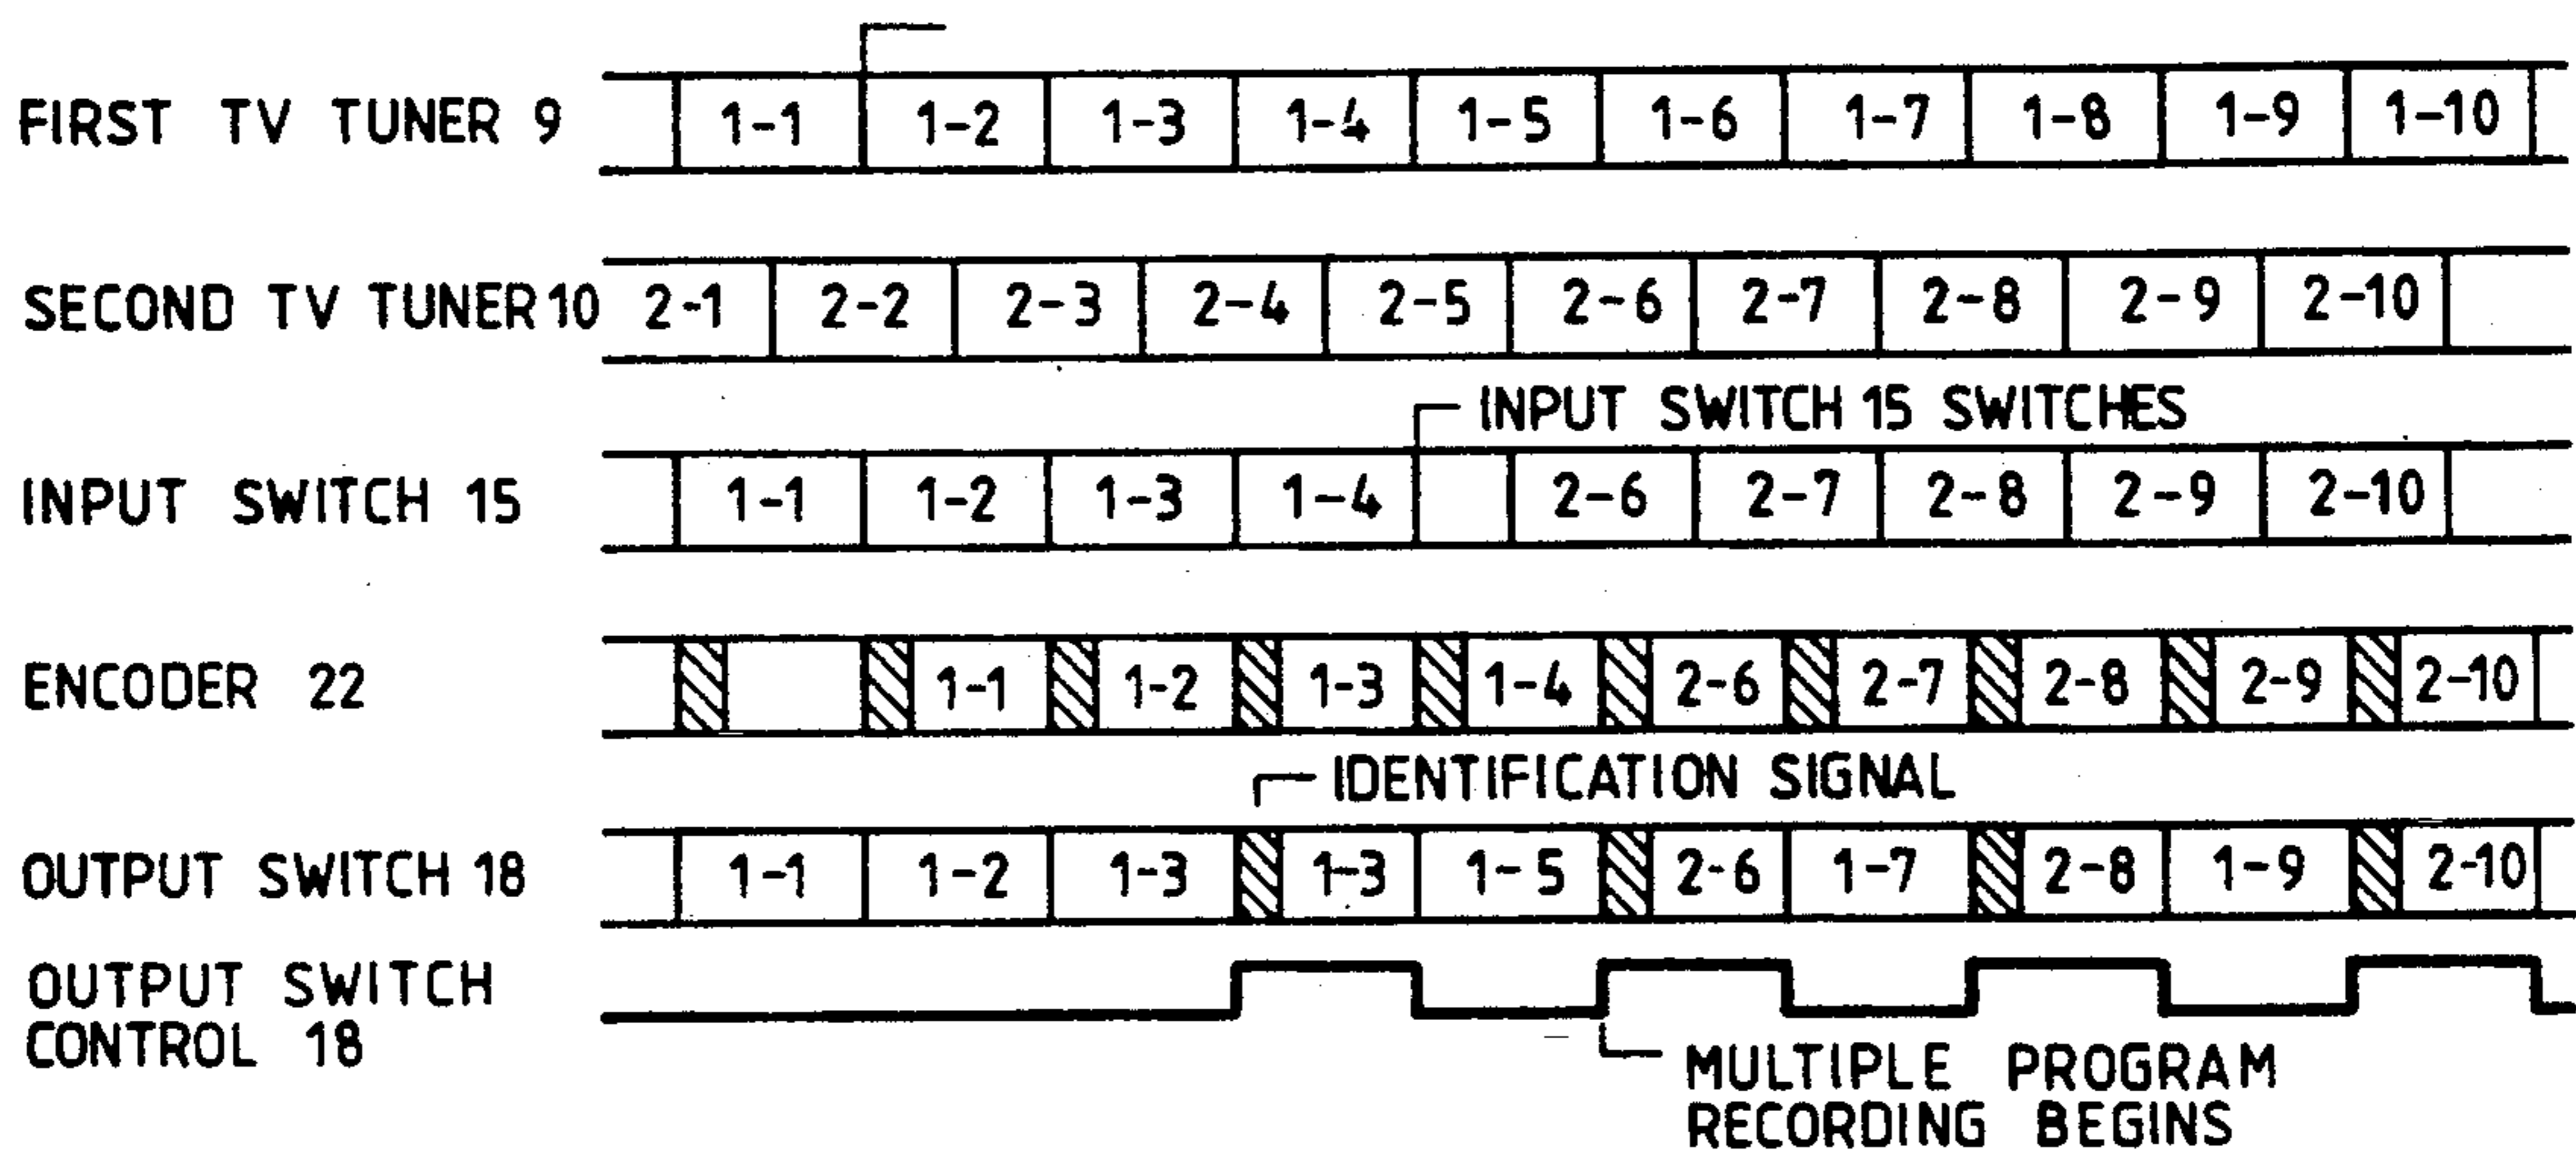 FIRST TV TUNER 9 1-1 1-2 1-3 1-4 1-5 1-6 1-7 1-8 1-9 1-10
SECOND TV TUNER 10 2-1 2-2 2-3 2-4 2-5 2-6 2-7 2-8 2-9 2-10
INPUT SWITCH 15 SWITCHES
INPUT SWITCH 15 1-1 1-2 1-3 1-4 2-6 2-7 2-8 2-9 2-10
ENCODER 22 1-1 1-2 1-3 1-4 2-6 2-7 2-8 2-9 2-10
IDENTIFICATION SIGNAL
OUTPUT SWITCH 18 1-1 1-2 1-3 1-3 1-5 2-6 1-7 2-8 1-9 2-10
OUTPUT SWITCH
CONTROL 18
MULTIPLE PROGRAM
RECORDING BEGINS